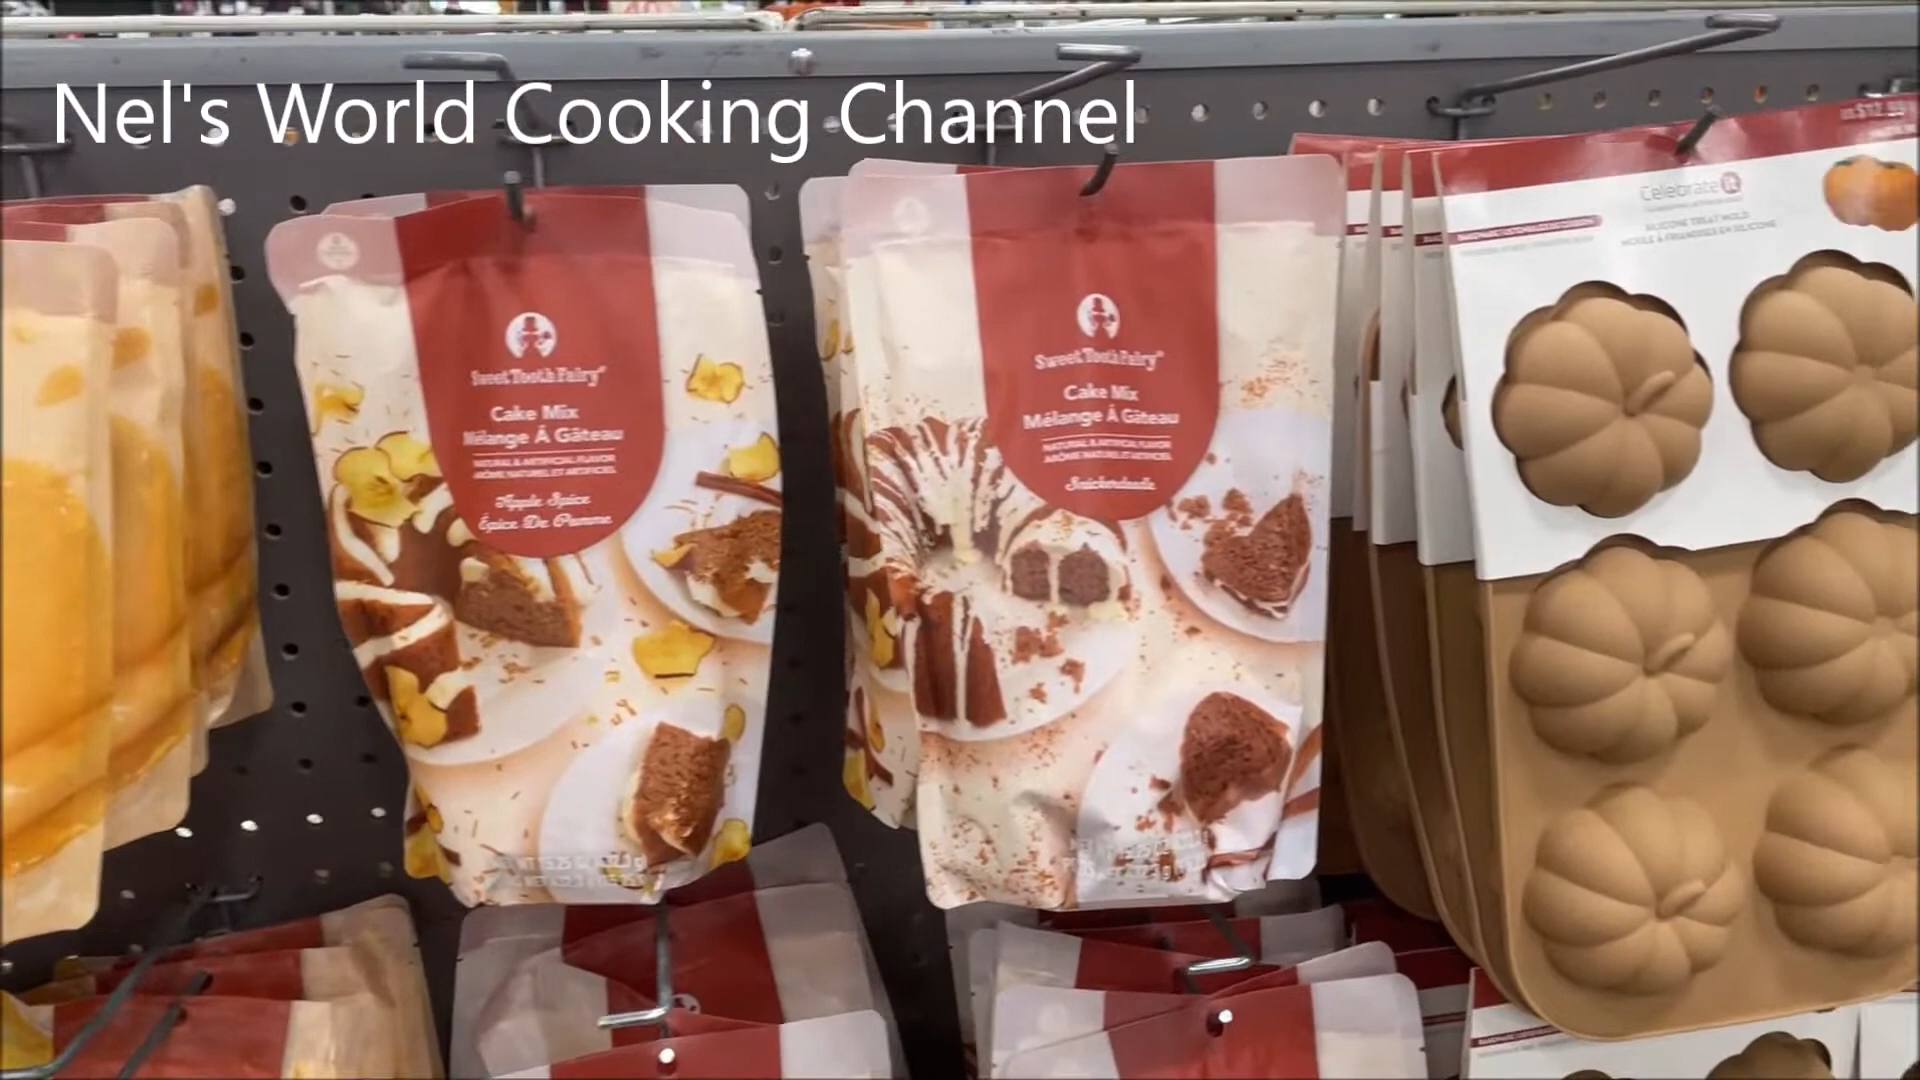 Nel's World Cooking Channel
Sweet Tooth Fairy
Cake Mix
Mélange À Gâteau
NATURAL & ARTIFICIAL FLAVOR
ARÔME NATUREL ET ARTIFICIEL
Apple Spice
Épice De Pomme
Sweet Tooth Fairy
Cake Mix
Mélange À Gâteau
NATURAL & ARTIFICIAL FLAVOR
ARÔME NATUREL ET ARTIFICIEL
Snickerdoodle
Celebrate it
SILICONE TREAT MOLD
MOULE À FRIANDISES EN SILICONE